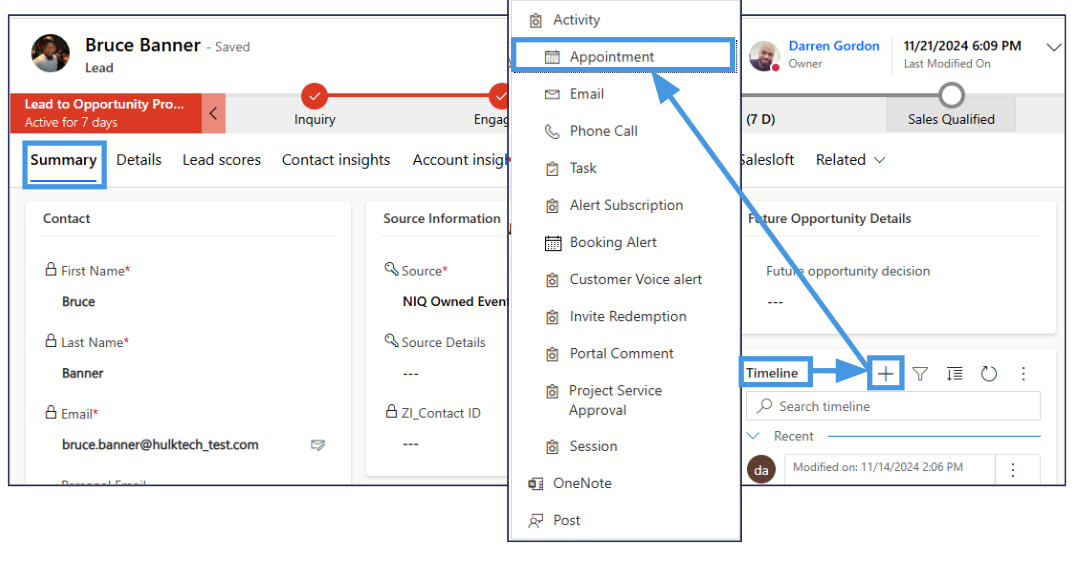 Bruce Banner - Saved
Lead
Darren Gordon
Owner
11/21/2024 6:09 PM
Last Modified On
Lead to Opportunity Pro...
Active for 7 days
Inquiry
Engag
(7 D)
Sales Qualified
Summary
Details
Lead scores
Contact insights
Account insigh
Salesloft
Related
Contact
First Name*
Bruce
Last Name*
Banner
Email*
bruce.banner@hulktech_test.com
Personal Email
Source Information
Source*
NIQ Owned Even
Source Details
---
ZI_Contact ID
---
Activity
Appointment
Email
Phone Call
Task
Alert Subscription
Booking Alert
Customer Voice alert
Invite Redemption
Portal Comment
Project Service
Approval
Session
OneNote
Post
Future Opportunity Details
Future opportunity decision
---
Timeline
Search timeline
Recent
da
Modified on: 11/14/2024 2:06 PM